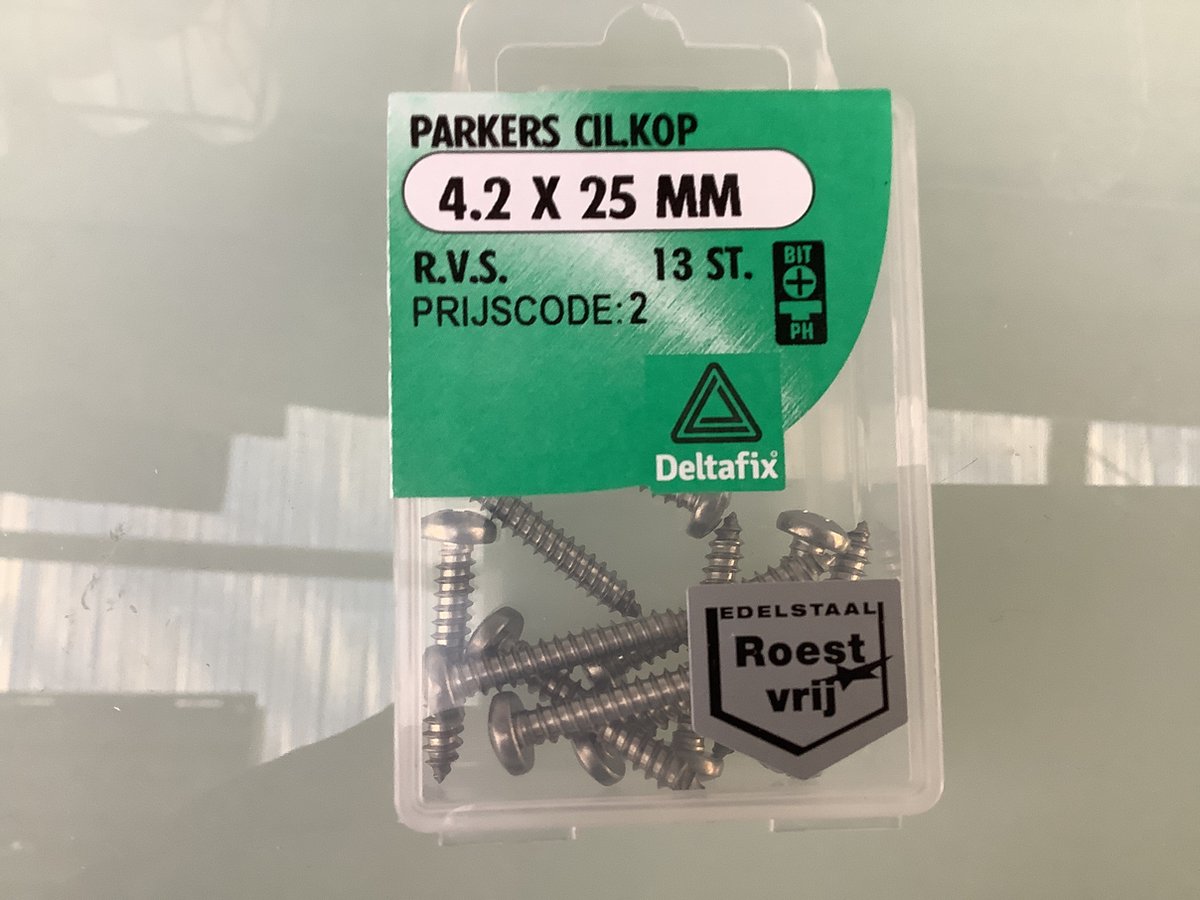 PARKERS CIL.KOP
4.2 X 25 MM
R.V.S. 13 ST.
PRIJSCODE: 2
BIT
PH
Deltafix
EDELSTAAL
Roest
vrij